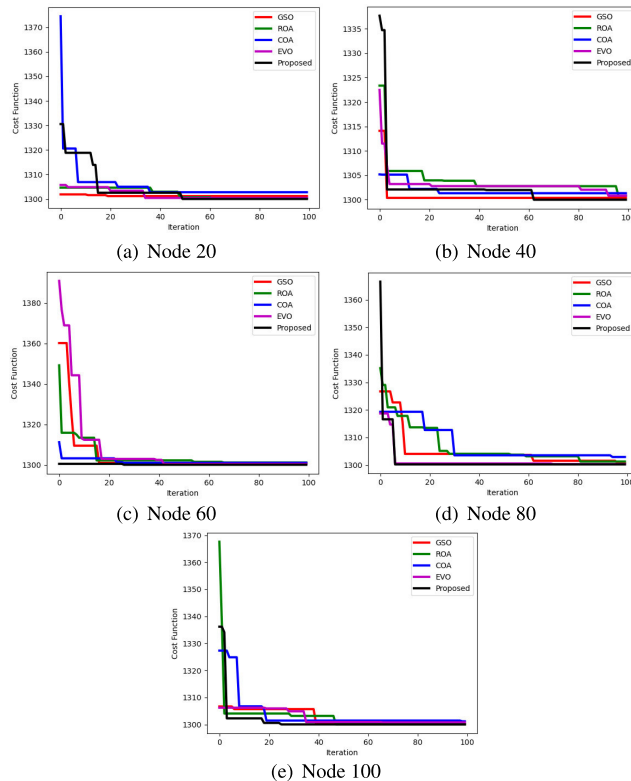 1370
1360
1350
1340
1330
1320
1310
1300
Cost Function
0 20 40 60 80 100
Iteration
GSO
ROA
COA
EVO
Proposed
(a) Node 20
1335
1330
1325
1320
1315
1310
1305
1300
Cost Function
0 20 40 60 80 100
Iteration
GSO
ROA
COA
EVO
Proposed
(b) Node 40
1380
1360
1340
1320
1300
Cost Function
0 20 40 60 80 100
Iteration
GSO
ROA
COA
EVO
Proposed
(c) Node 60
1360
1350
1340
1330
1320
1310
1300
Cost Function
0 20 40 60 80 100
Iteration
GSO
ROA
COA
EVO
Proposed
(d) Node 80
1370
1360
1350
1340
1330
1320
1310
1300
Cost Function
0 20 40 60 80 100
Iteration
GSO
ROA
COA
EVO
Proposed
(e) Node 100